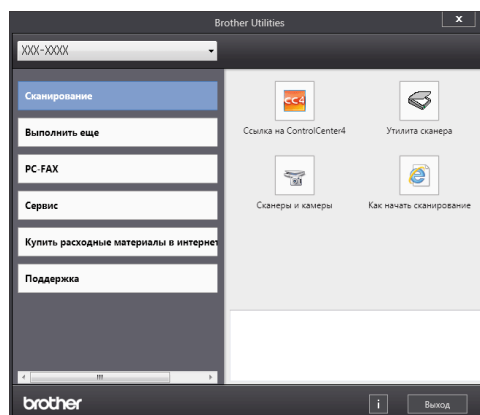 Brother Utilities
X
XXX-XXXX
Сканирование
Выполнить еще
PC-FAX
Сервис
Купить расходные материалы в интернет
Поддержка
CC4
Ссылка на ControlCenter4
Утилита сканера
Сканеры и камеры
Как начать сканирование
brother
i
Выход